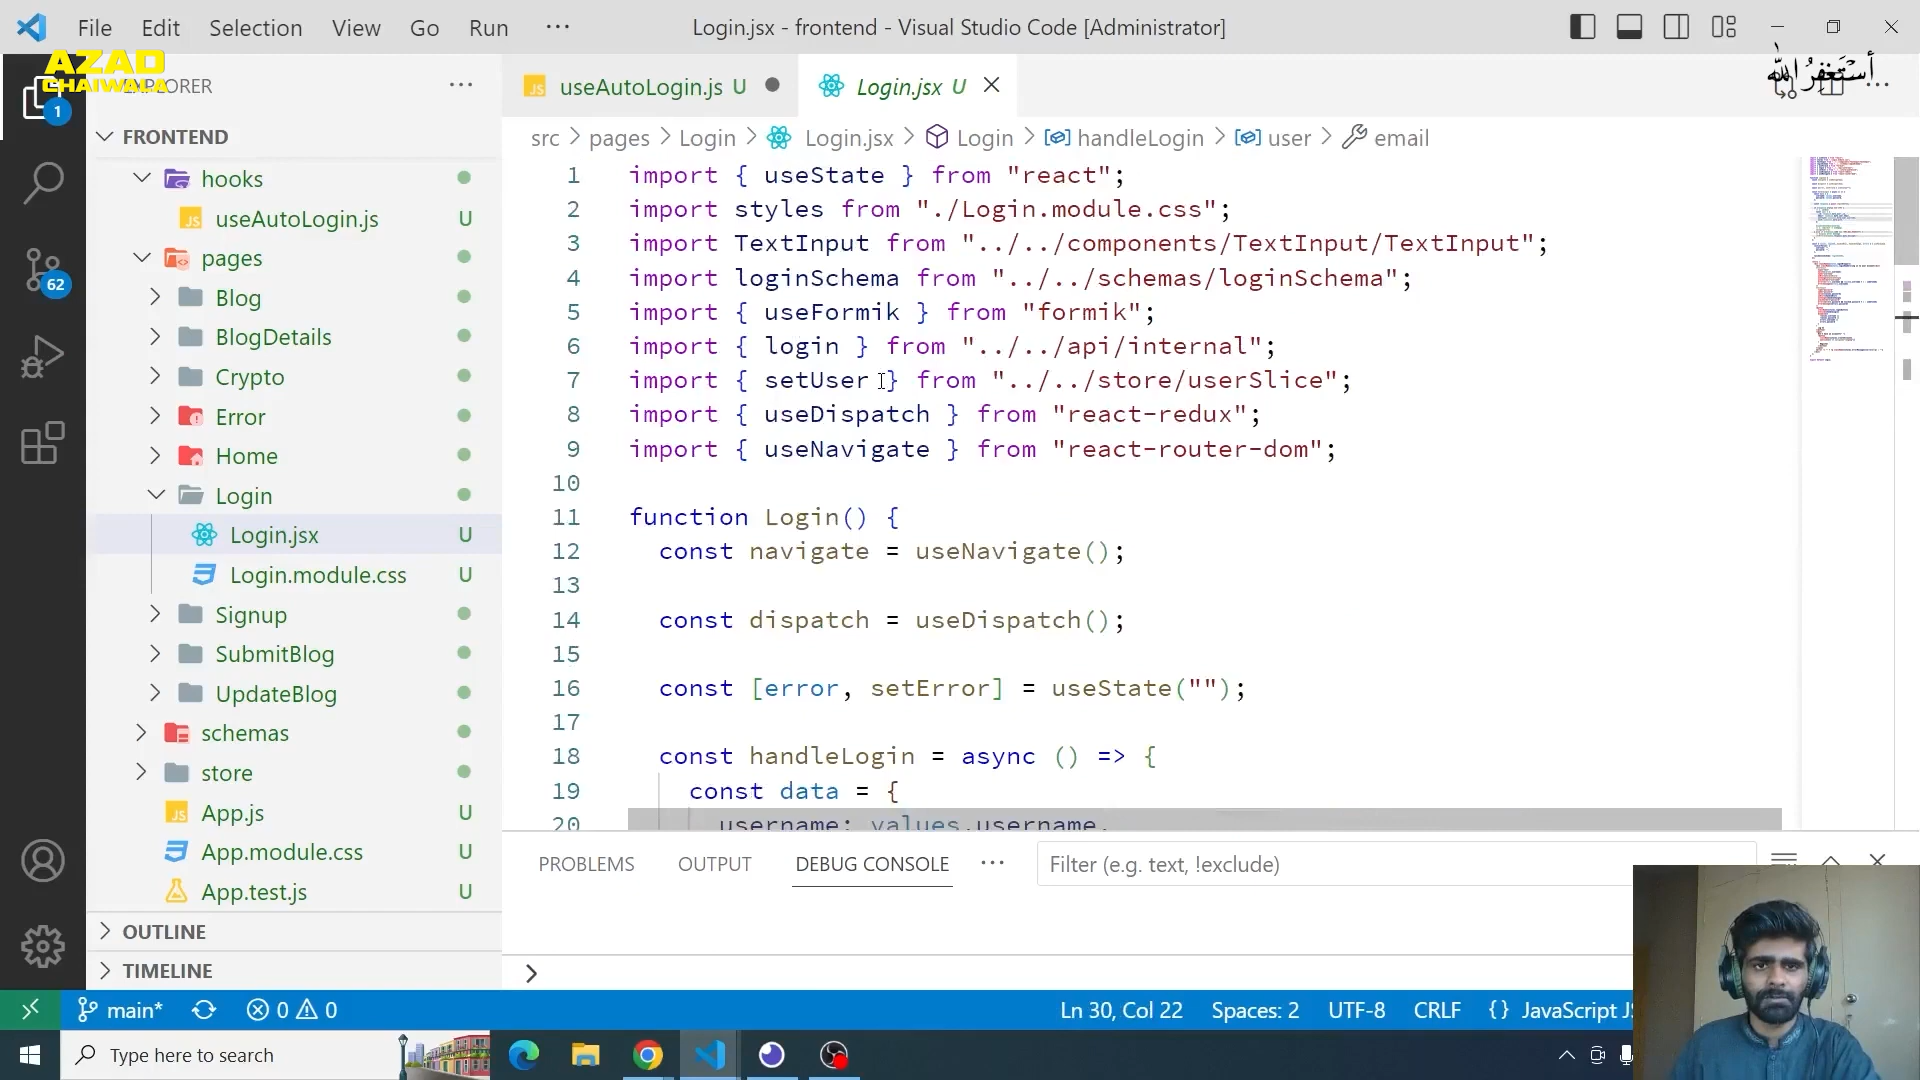 File Edit Selection View Go Run ··· Login.jsx - frontend - Visual Studio Code [Administrator]
AZAD
CHAIWALA
أستغفر الله
EXPLORER ···
useAutoLogin.js U
Login.jsx U
src > pages > Login > Login.jsx > Login > handleLogin > user > email
1
62
FRONTEND
hooks
useAutoLogin.js U
pages
Blog
BlogDetails
Crypto
Error
Home
Login
Login.jsx U
Login.module.css U
Signup
SubmitBlog
UpdateBlog
schemas
store
App.js U
App.module.css U
App.test.js U
OUTLINE
TIMELINE
1 import { useState } from "react";
2 import styles from "./Login.module.css";
3 import TextInput from "../../components/TextInput/TextInput";
4 import loginSchema from "../../schemas/loginSchema";
5 import { useFormik } from "formik";
6 import { login } from "../../api/internal";
7 import { setUser } from "../../store/userSlice";
8 import { useDispatch } from "react-redux";
9 import { useNavigate } from "react-router-dom";
10
11 function Login() {
12 const navigate = useNavigate();
13
14 const dispatch = useDispatch();
15
16 const [error, setError] = useState("");
17
18 const handleLogin = async () => {
19 const data = {
20 username: values.username,
PROBLEMS OUTPUT DEBUG CONSOLE ··· Filter (e.g. text, !exclude)
>
main* 0 0 Ln 30, Col 22 Spaces: 2 UTF-8 CRLF {} JavaScript
Type here to search